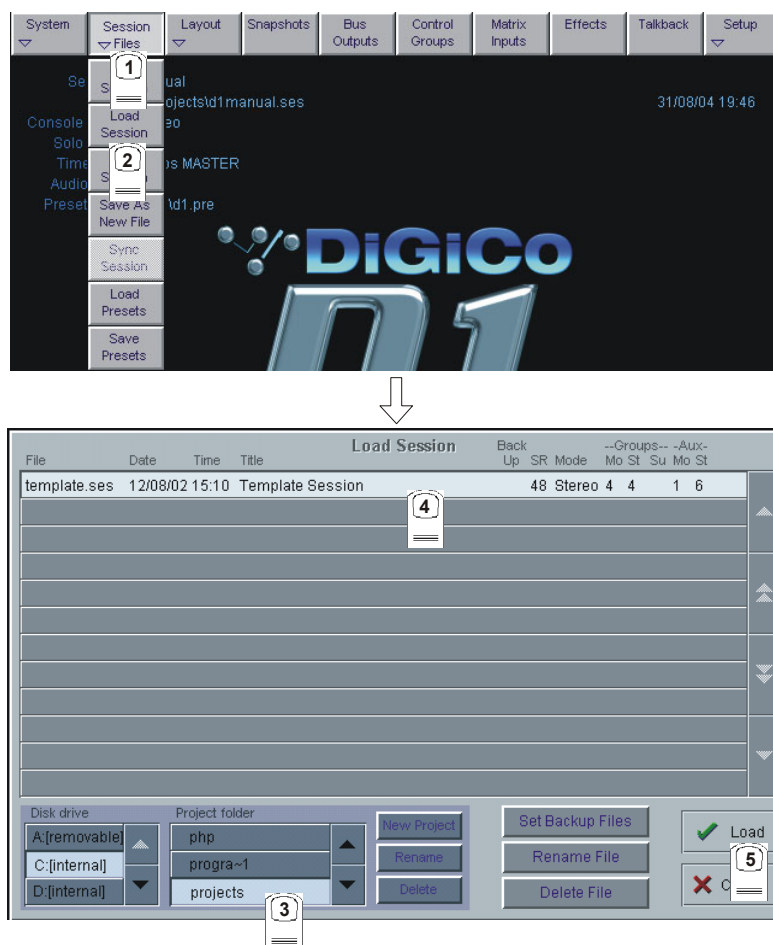 System Session Files Layout Snapshots Bus Outputs Control Groups Matrix Inputs Effects Talkback Setup
1
Se
S
ual
ojects\d1manual.ses
31/08/04 19:46
Console
Load Session
eo
Solo
2
Time
os MASTER
Audio
S
Preset
Save As New File
\d1.pre
Sync Session
Load Presets
Save Presets
DiGiCo
D1
Load Session
Back --Groups-- -Aux-
File Date Time Title Up SR Mode Mo St Su Mo St
template.ses 12/08/02 15:10 Template Session 48 Stereo 4 4 1 6
4
Disk drive Project folder
A:[removable]
C:[internal]
D:[internal]
php
progra~1
projects
3
New Project
Rename
Delete
Set Backup Files
Rename File
Delete File
Load
5
C